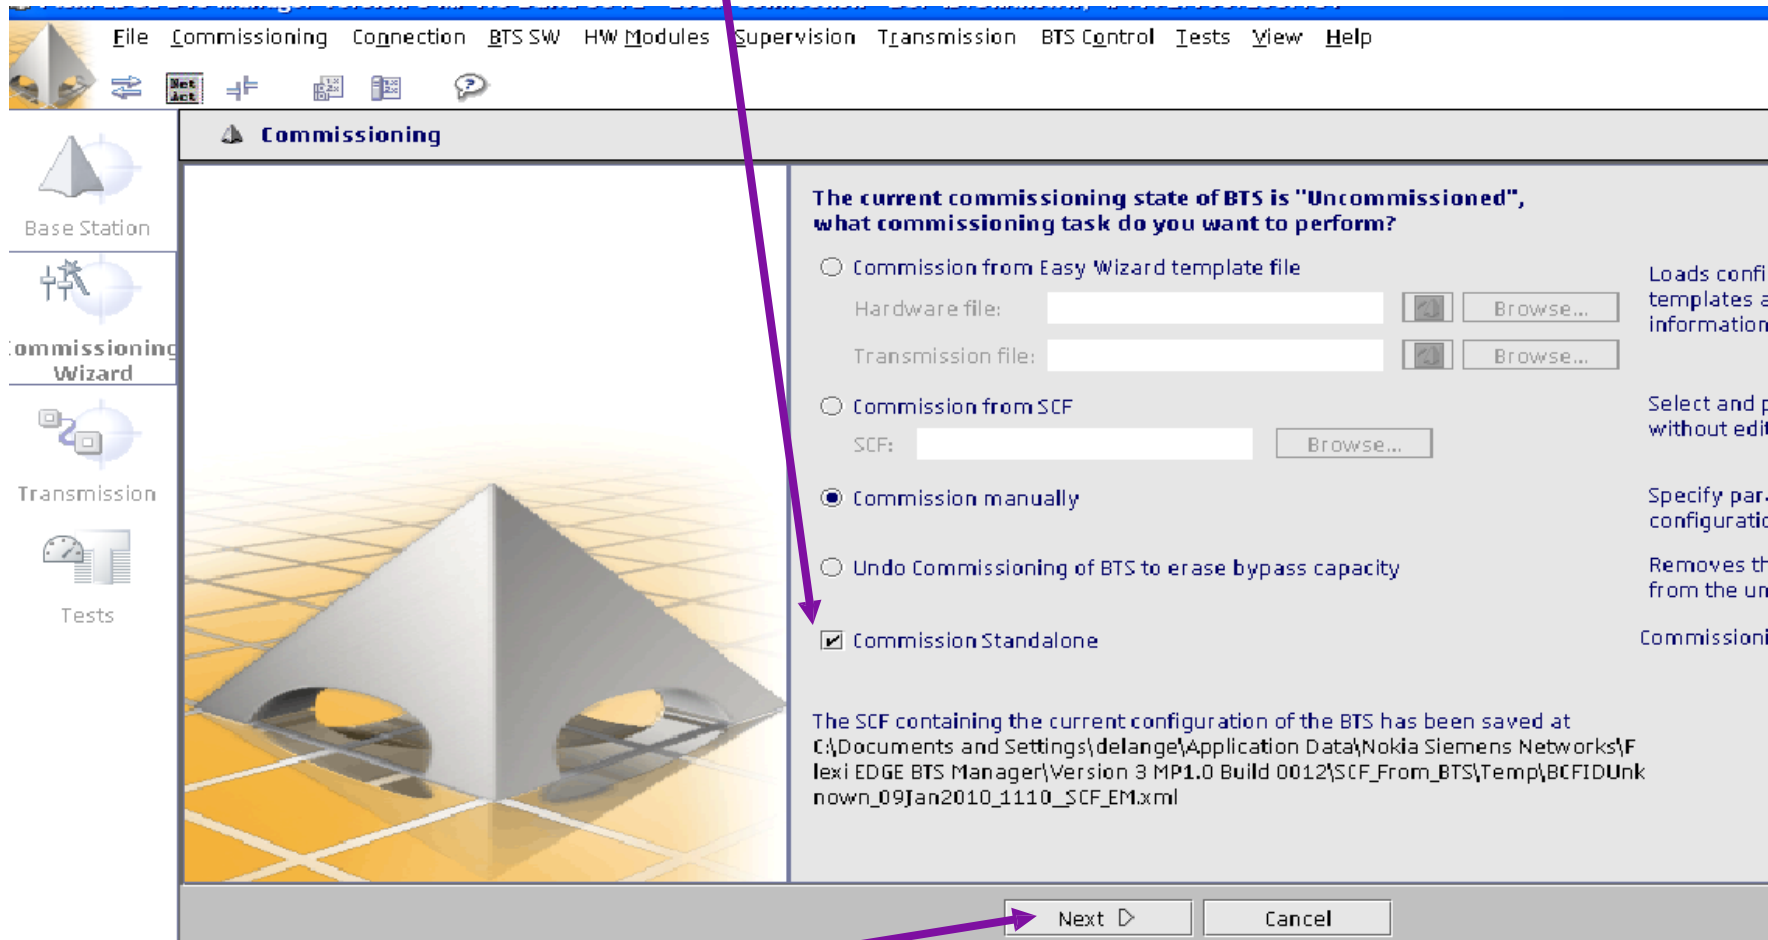 File Commissioning Connection BTS SW HW Modules Supervision Transmission BTS Control Tests View Help
Net
Act
Commissioning
Base Station
ommissioning
Wizard
Transmission
Tests
The current commissioning state of BTS is "Uncommissioned",
what commissioning task do you want to perform?
Commission from Easy Wizard template file
Hardware file: Browse...
Transmission file: Browse...
Loads confi
templates a
information
Commission from SCF
SCF: Browse...
Select and p
without edit
Commission manually
Specify par
configuratio
Undo Commissioning of BTS to erase bypass capacity
Removes th
from the un
Commission Standalone
Commissioni
The SCF containing the current configuration of the BTS has been saved at
C:\Documents and Settings\delange\Application Data\Nokia Siemens Networks\F
lexi EDGE BTS Manager\Version 3 MP1.0 Build 0012\SCF_From_BTS\Temp\BCFIDUnk
nown_09Jan2010_1110_SCF_EM.xml
Next Cancel